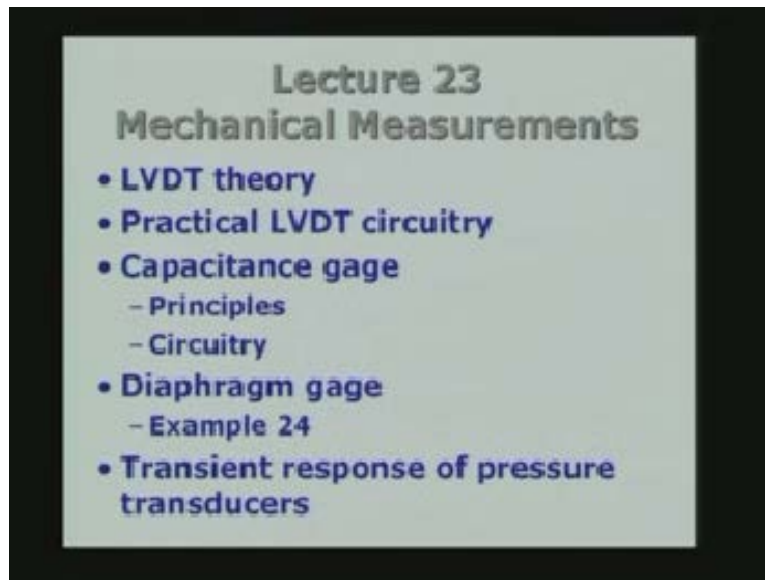 Lecture 23
Mechanical Measurements
• LVDT theory
• Practical LVDT circuitry
• Capacitance gage
– Principles
– Circuitry
• Diaphragm gage
– Example 24
• Transient response of pressure
transducers